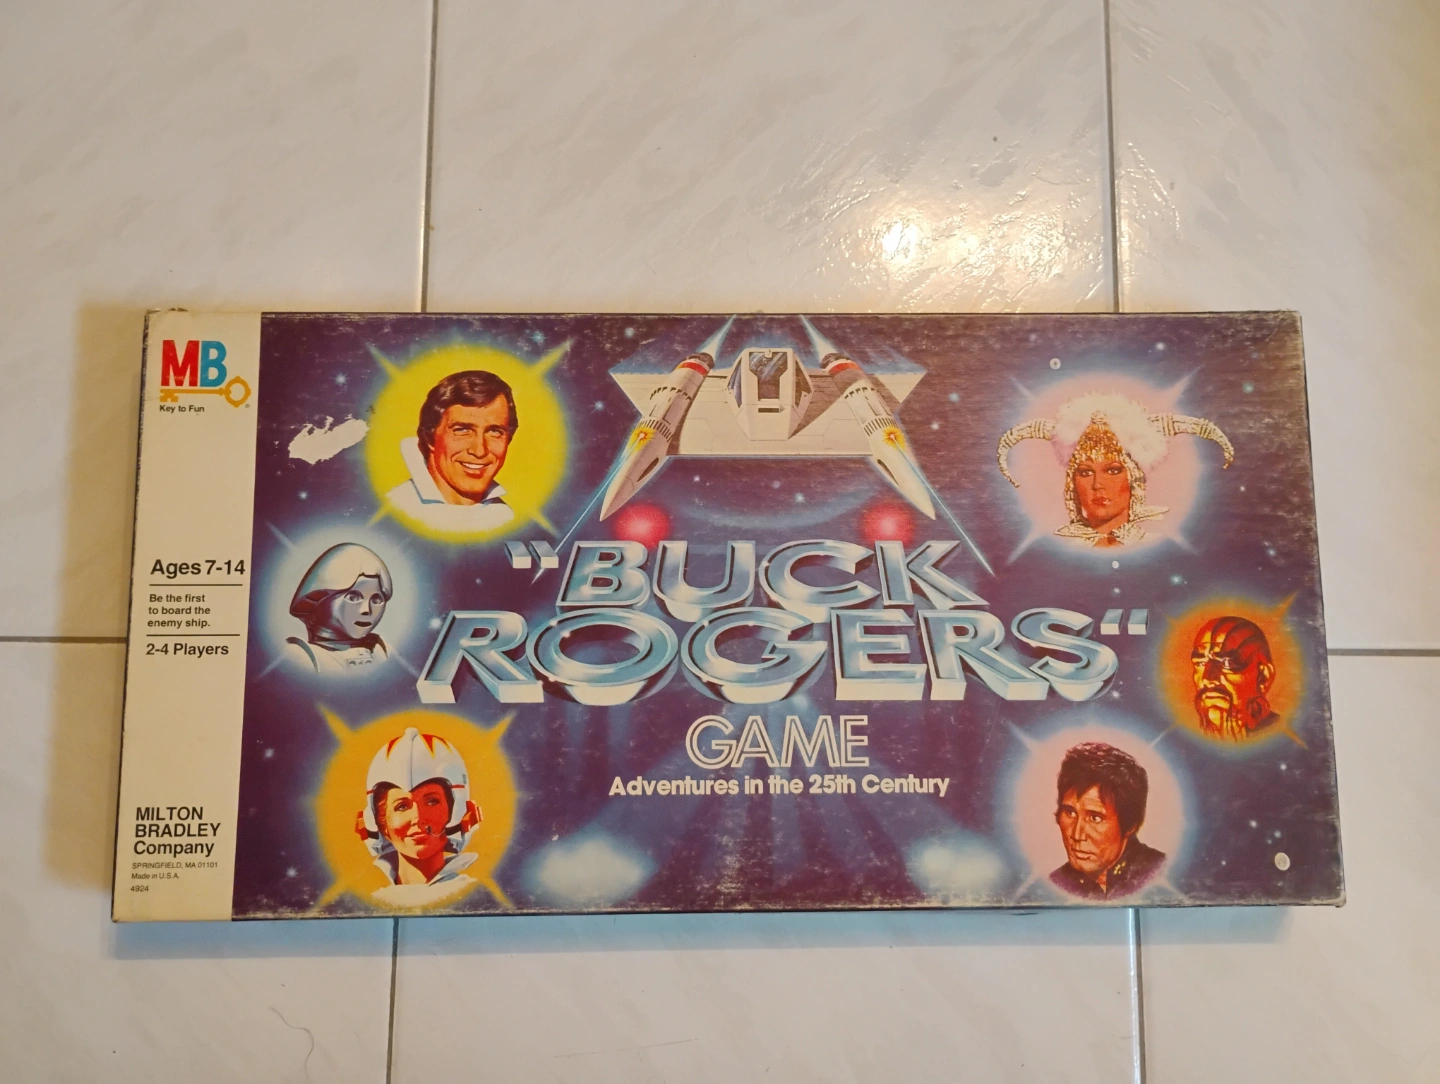 MB
Key to Fun
Ages 7-14
Be the first
to board the
enemy ship.
2-4 Players
MILTON
BRADLEY
Company
SPRINGFIELD, MA 01101
Made in U.S.A.
4924
"BUCK
ROGERS"
GAME
Adventures in the 25th Century